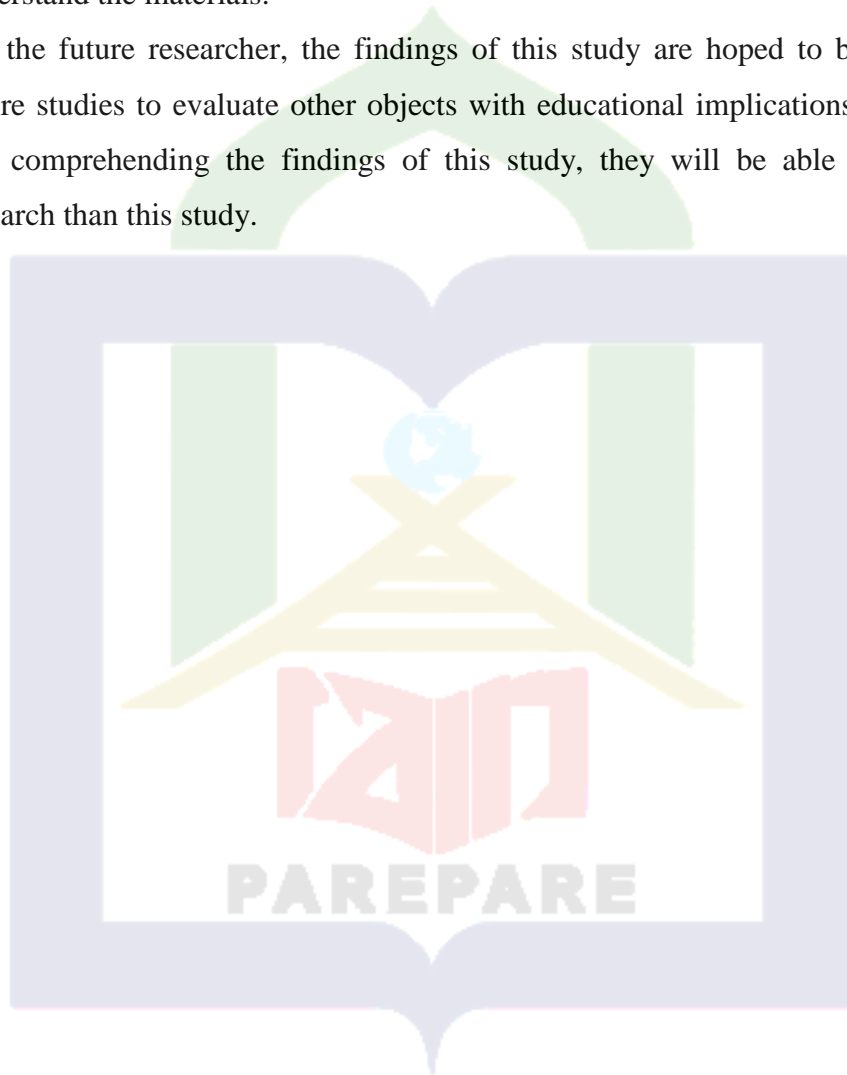 erstand the materials.
the future researcher, the findings of this study are hoped to b
re studies to evaluate other objects with educational implications
comprehending the findings of this study, they will be able
arch than this study.
iain
PAREPARE